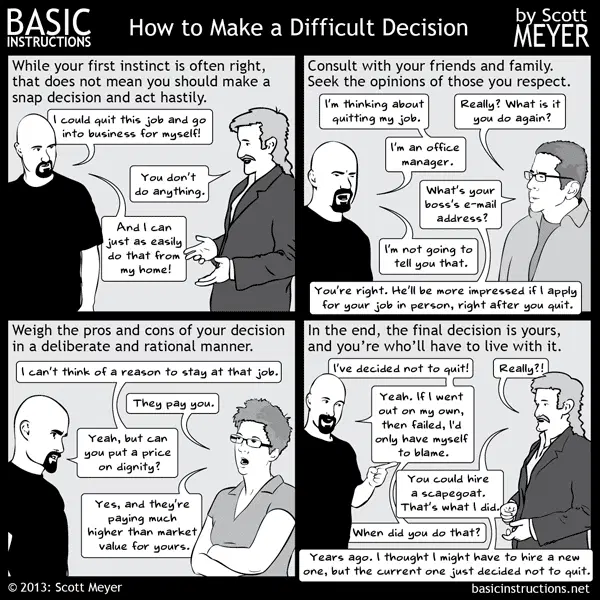 BASIC
INSTRUCTIONS
How to Make a Difficult Decision
by Scott
MEYER
While your first instinct is often right,
that does not mean you should make a
snap decision and act hastily.
I could quit this job and go
into business for myself!
You don't
do anything.
And I can
just as easily
do that from
my home!
Consult with your friends and family.
Seek the opinions of those you respect.
I'm thinking about
quitting my job.
Really? What is it
you do again?
I'm an office
manager.
What's your
boss's e-mail
address?
I'm not going to
tell you that.
You're right. He'll be more impressed if I apply
for your job in person, right after you quit.
Weigh the pros and cons of your decision
in a deliberate and rational manner.
I can't think of a reason to stay at that job.
They pay you.
Yeah, but can
you put a price
on dignity?
Yes, and they're
paying much
higher than market
value for yours.
In the end, the final decision is yours,
and you're who'll have to live with it.
I've decided not to quit!
Really?!
Yeah. If I went
out on my own,
then failed, I'd
only have myself
to blame.
You could hire
a scapegoat.
That's what I did.
When did you do that?
Years ago. I thought I might have to hire a new
one, but the current one just decided not to quit.
© 2013: Scott Meyer
basicinstructions.net